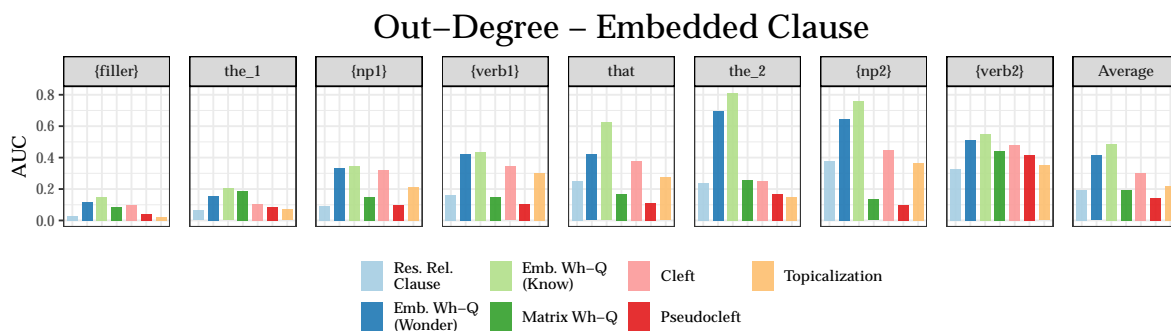 Out–Degree – Embedded Clause
{filler} the_1 {np1} {verb1} that the_2 {np2} {verb2} Average
AUC
0.8
0.6
0.4
0.2
0.0
Res. Rel. Clause
Emb. Wh–Q (Wonder)
Emb. Wh–Q (Know)
Matrix Wh–Q
Cleft
Pseudocleft
Topicalization